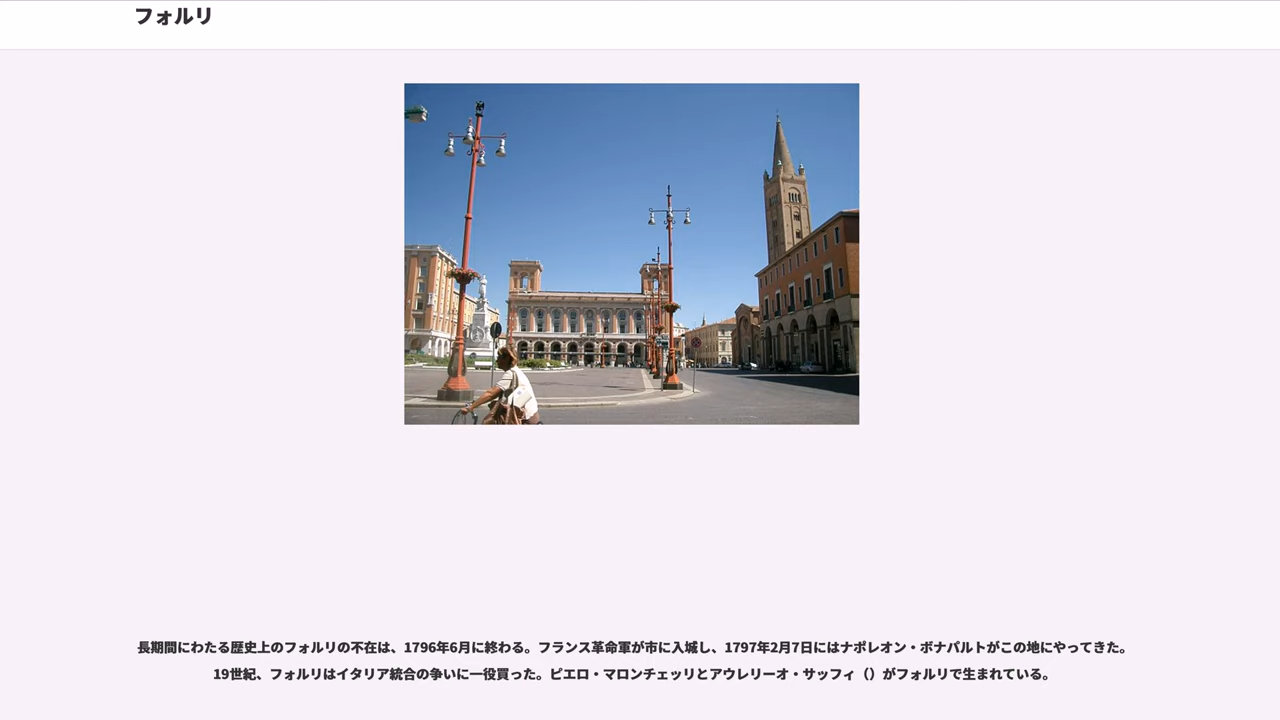 フォルリ
長期間にわたる歴史上のフォルリの不在は、1796年6月に終わる。フランス革命軍が市に入城し、1797年2月7日にはナポレオン・ボナパルトがこの地にやってきた。
19世紀、フォルリはイタリア統合の争いに一役買った。ピエロ・マロンチェッリとアウレリーオ・サッフィ（）がフォルリで生まれている。